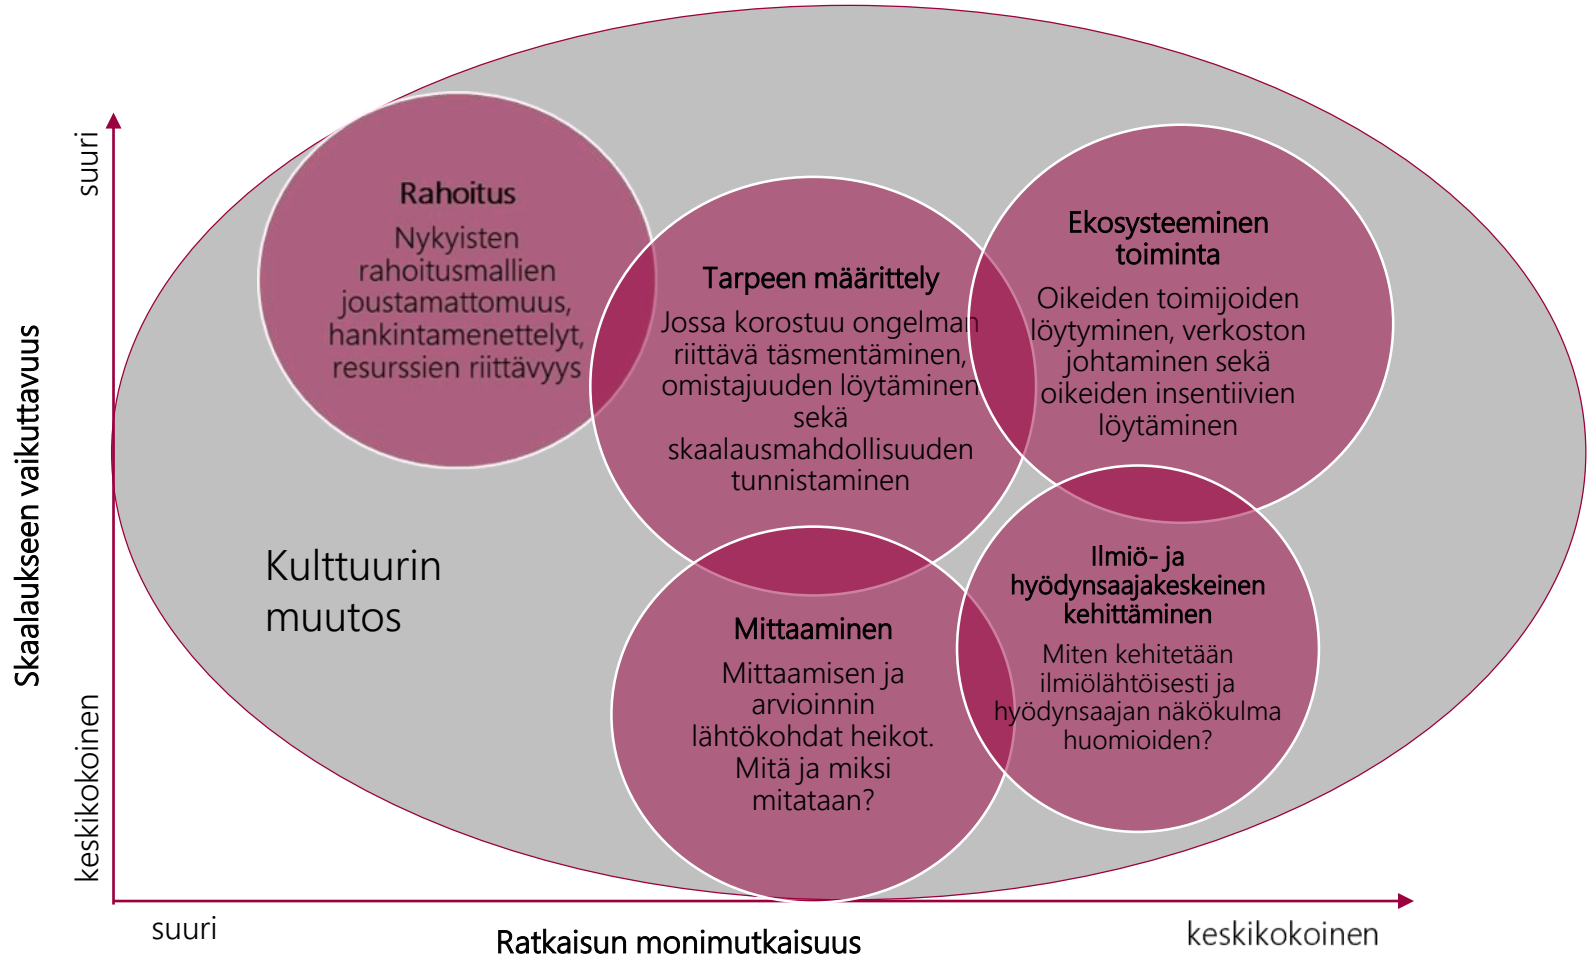 Skaalaukseen vaikuttavuus
suuri
keskikokoinen
Rahoitus
Nykyisten
rahoitusmallien
joustamattomuus,
hankintamenettelyt,
resurssien riittävyys
Tarpeen määrittely
Jossa korostuu ongelman
riittävä täsmentäminen,
omistajuuden löytäminen
sekä
skaalausmahdollisuuden
tunnistaminen
Ekosysteeminen
toiminta
Oikeiden toimijoiden
löytyminen, verkoston
johtaminen sekä
oikeiden insentiivien
löytäminen
Kulttuurin
muutos
Mittaaminen
Mittaamisen ja
arvioinnin
lähtökohdat heikot.
Mitä ja miksi
mitataan?
Ilmiö- ja
hyödynsaajakeskeinen
kehittäminen
Miten kehitetään
ilmiölähtöisesti ja
hyödynsaajan näkökulma
huomioiden?
suuri
Ratkaisun monimutkaisuus
keskikokoinen